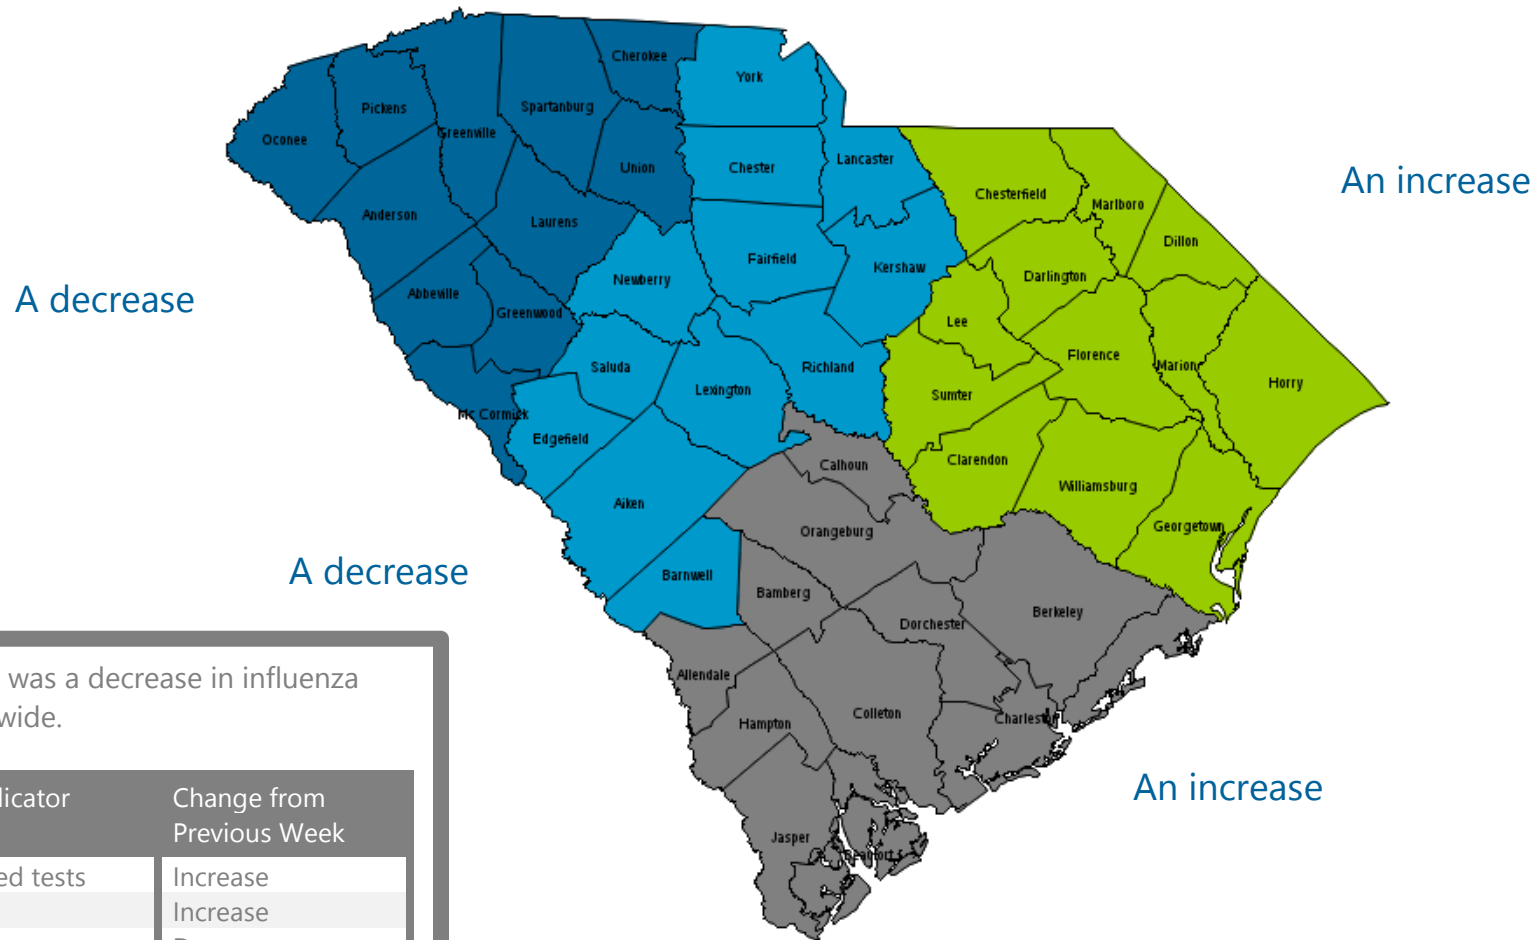 Cherokee
York
Pickens
Spartanburg
Greenville
Oconee
Union
Chester
Lancaster
An increase
Chesterfield
Marlboro
Anderson
Laurens
Dillon
Fairfield
Kershaw
Newberry
Darlington
A decrease
Abbeville
Greenwood
Lee
Florence
Saluda
Richland
Marion
Horry
Lexington
Sumter
Mc Cormick
Edgefield
Calhoun
Clarendon
Williamsburg
Aiken
Orangeburg
Georgetown
A decrease
Barnwell
Bamberg
Berkeley
Dorchester
Allendale
Colleton
Hampton
Charleston
An increase
Jasper
Beaufort
was a decrease in influenza
wide.
dicator Change from
Previous Week
ed tests Increase
Increase